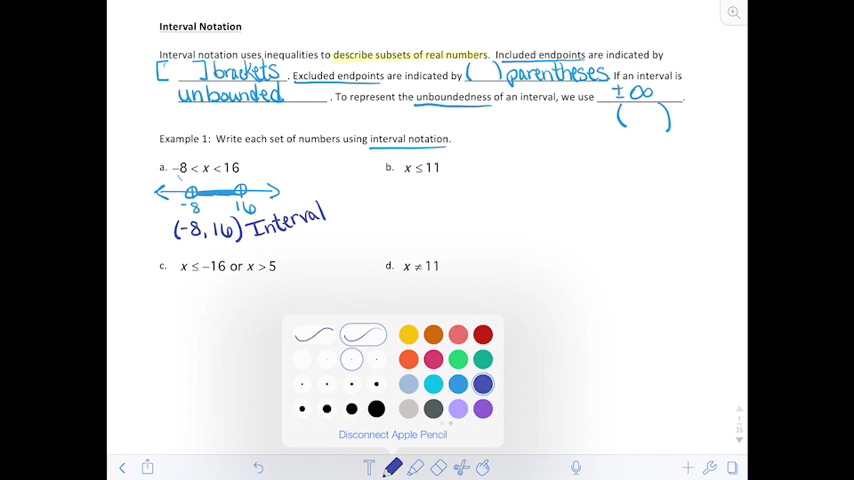 Interval Notation
Interval notation uses inequalities to describe subsets of real numbers. Included endpoints are indicated by
[ ] brackets. Excluded endpoints are indicated by ( ) parentheses. If an interval is
unbounded. To represent the unboundedness of an interval, we use ±∞.
( )
Example 1: Write each set of numbers using interval notation.
a. −8 < x < 16
b. x ≤ 11
-8 16
(-8, 16) Interval
c. x ≤ −16 or x > 5
d. x ≠ 11
Disconnect Apple Pencil
T